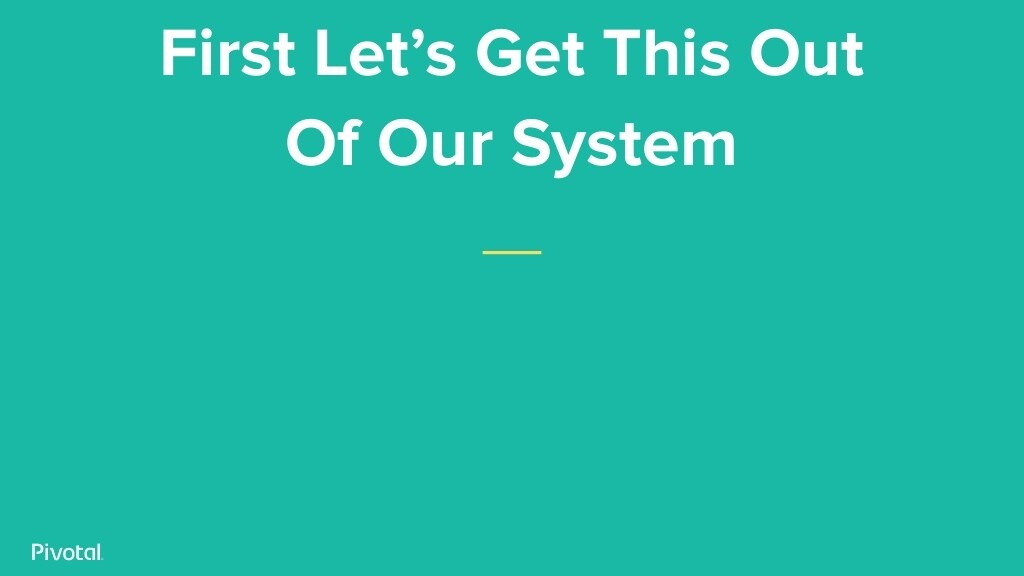 First Let’s Get This Out
Of Our System
Pivotal